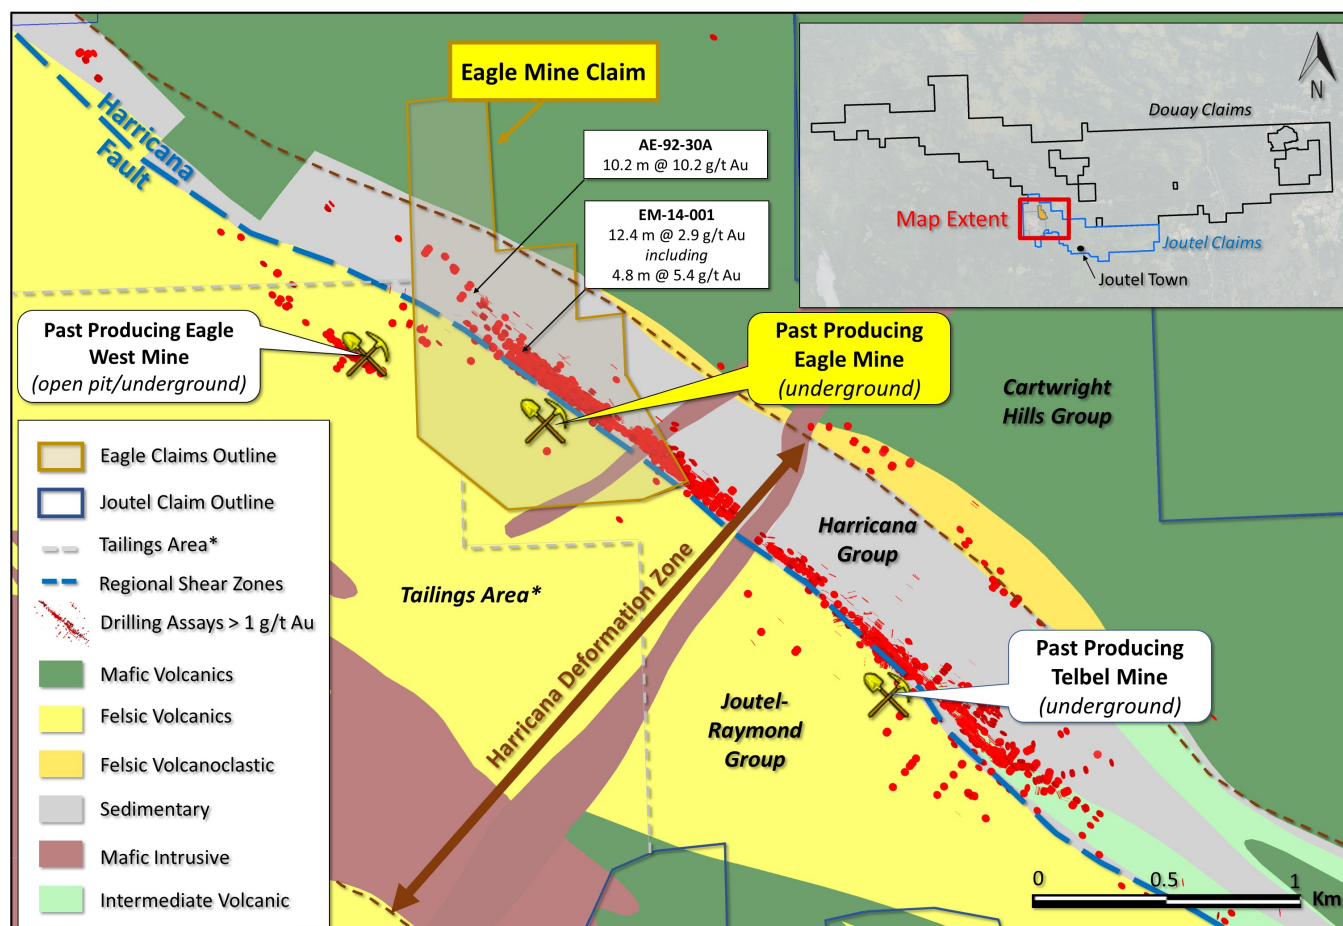 Eagle Mine Claim
Harricana
Fault
AE-92-30A
10.2 m @ 10.2 g/t Au
EM-14-001
12.4 m @ 2.9 g/t Au
including
4.8 m @ 5.4 g/t Au
N
Douay Claims
Map Extent
Joutel Claims
Joutel Town
Past Producing Eagle
West Mine
(open pit/underground)
Past Producing
Eagle Mine
(underground)
Cartwright
Hills Group
Harricana
Group
Harricana Deformation Zone
Tailings Area*
Joutel-
Raymond
Group
Past Producing
Telbel Mine
(underground)
Eagle Claims Outline
Joutel Claim Outline
Tailings Area*
Regional Shear Zones
Drilling Assays > 1 g/t Au
Mafic Volcanics
Felsic Volcanics
Felsic Volcanoclastic
Sedimentary
Mafic Intrusive
Intermediate Volcanic
0 0.5 1
Km